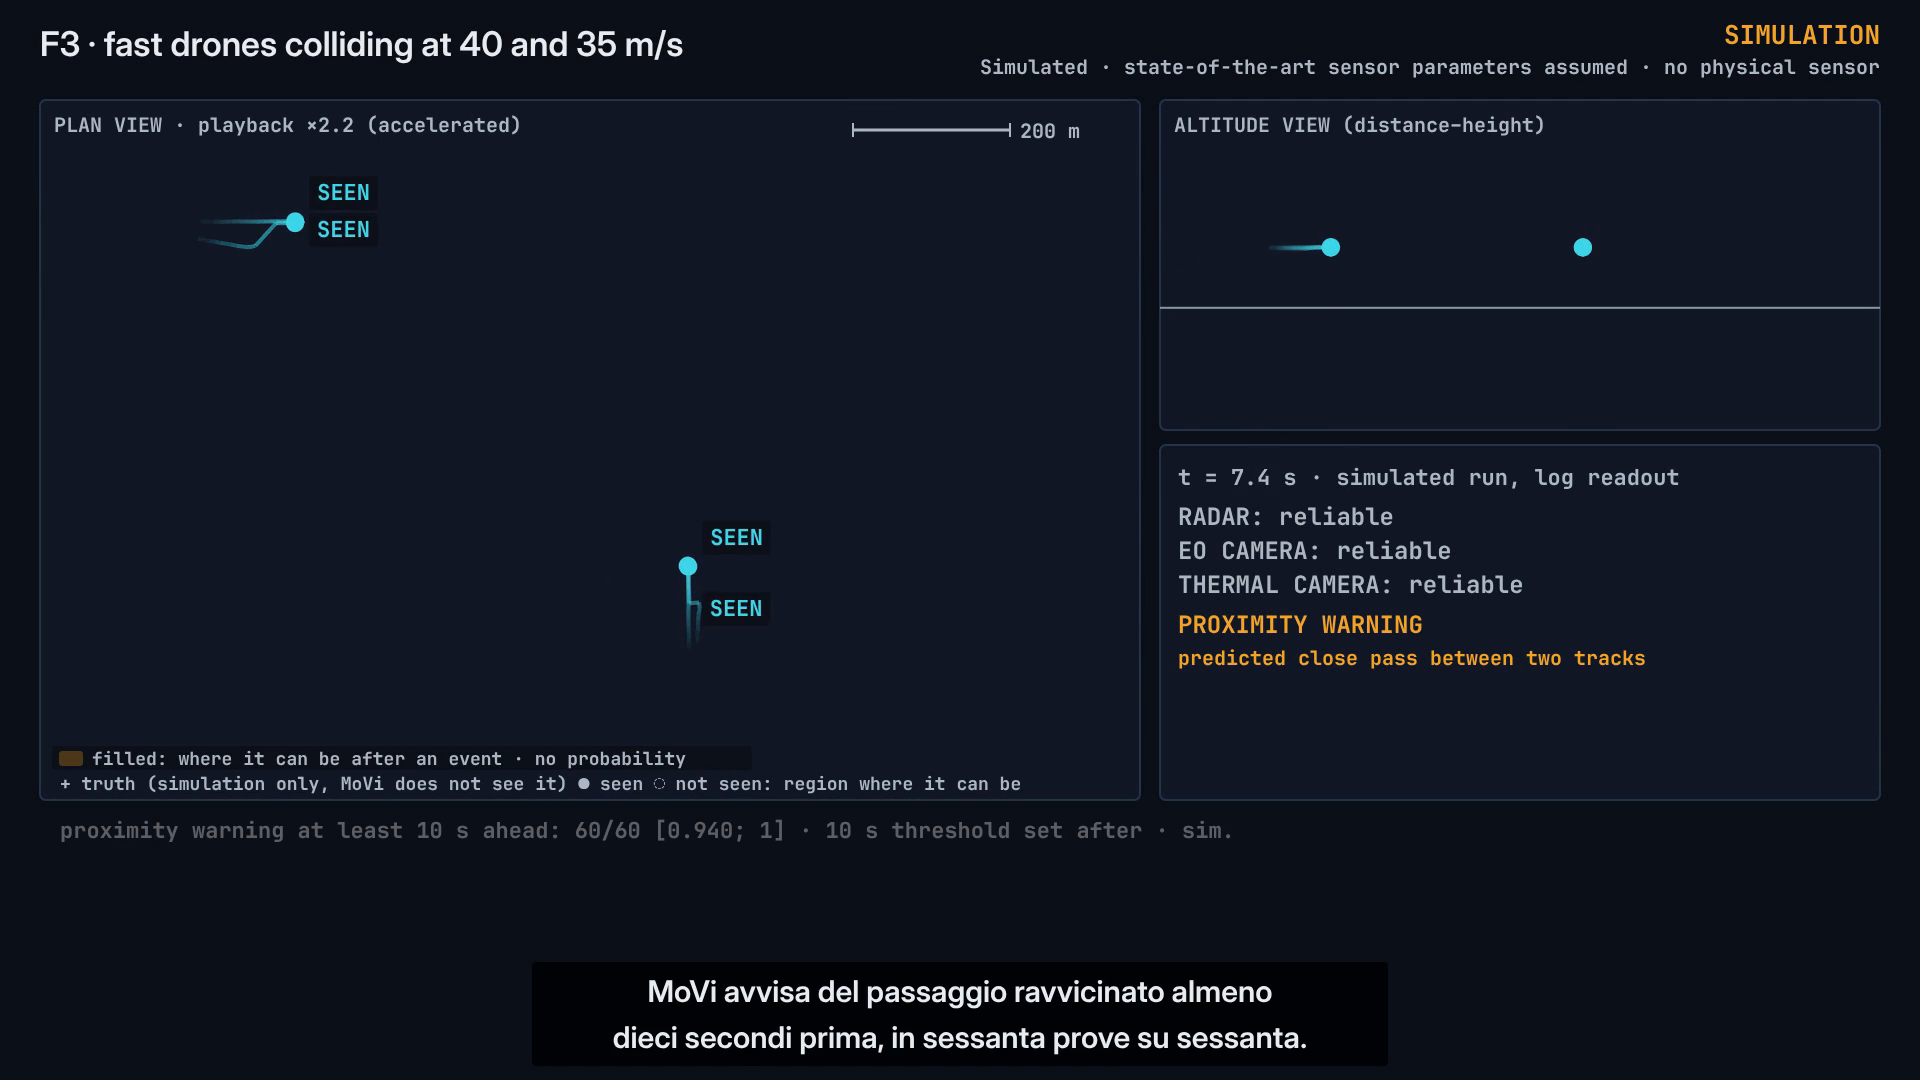 F3 · fast drones colliding at 40 and 35 m/s
SIMULATION
Simulated · state-of-the-art sensor parameters assumed · no physical sensor
PLAN VIEW · playback ×2.2 (accelerated)
200 m
SEEN
SEEN
SEEN
SEEN
filled: where it can be after an event · no probability
+ truth (simulation only, MoVi does not see it) ● seen ◌ not seen: region where it can be
ALTITUDE VIEW (distance-height)
t = 7.4 s · simulated run, log readout
RADAR: reliable
EO CAMERA: reliable
THERMAL CAMERA: reliable
PROXIMITY WARNING
predicted close pass between two tracks
proximity warning at least 10 s ahead: 60/60 [0.940; 1] · 10 s threshold set after · sim.
MoVi avvisa del passaggio ravvicinato almeno
dieci secondi prima, in sessanta prove su sessanta.